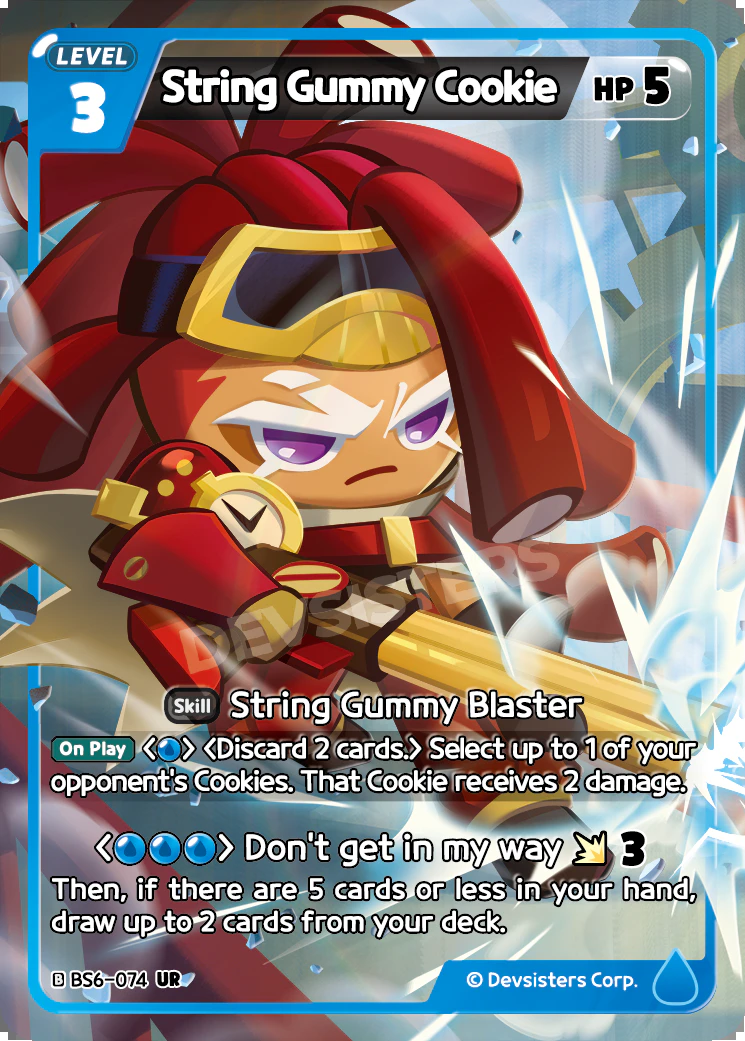 LEVEL
3
String Gummy Cookie
HP 5
DEVSISTERS
Skill String Gummy Blaster
On Play < > <Discard 2 cards.> Select up to 1 of your
opponent's Cookies. That Cookie receives 2 damage.
< > Don't get in my way 3
Then, if there are 5 cards or less in your hand,
draw up to 2 cards from your deck.
B BS6-074 UR
© Devsisters Corp.